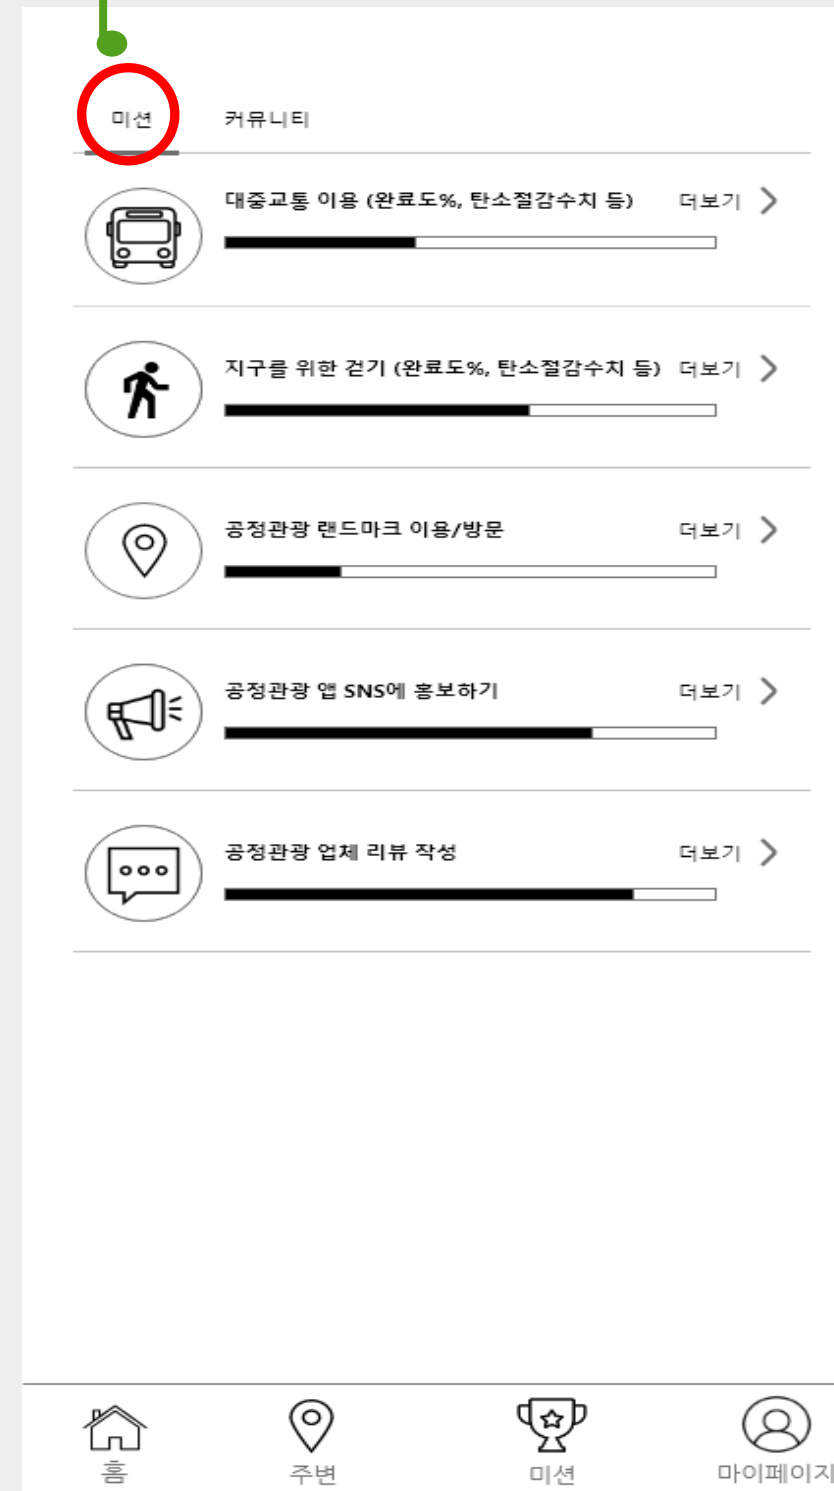 미션 커뮤니티
대중교통 이용 (완료도%, 탄소절감수치 등) 더보기
지구를 위한 걷기 (완료도%, 탄소절감수치 등) 더보기
공정관광 랜드마크 이용/방문 더보기
공정관광 앱 SNS에 홍보하기 더보기
공정관광 업체 리뷰 작성 더보기
홈 주변 미션 마이페이지